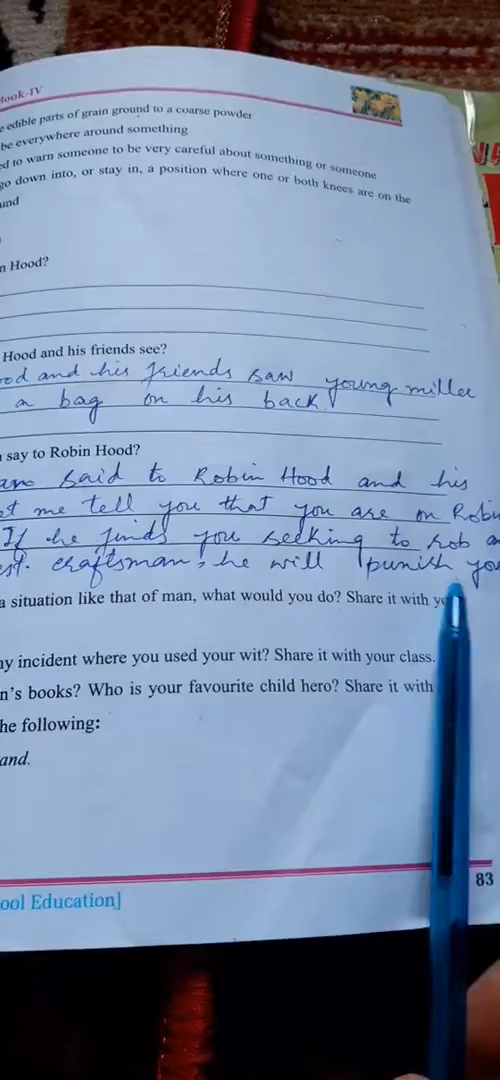 Book-IV
edible parts of grain ground to a coarse powder
be everywhere around something
ed to warn someone to be very careful about something or someone
go down into, or stay in, a position where one or both knees are on the
und
n Hood?
Hood and his friends see?
ood and his friends saw young miller
a bag on his back.
say to Robin Hood?
said to Robin Hood and his
et me tell you that you are on Robin
If he finds you seeking to rob a
est. craftsman, he will punish you
a situation like that of man, what would you do? Share it with
ny incident where you used your wit? Share it with your class.
n's books? Who is your favourite child hero? Share it with
he following:
and.
83
ool Education]